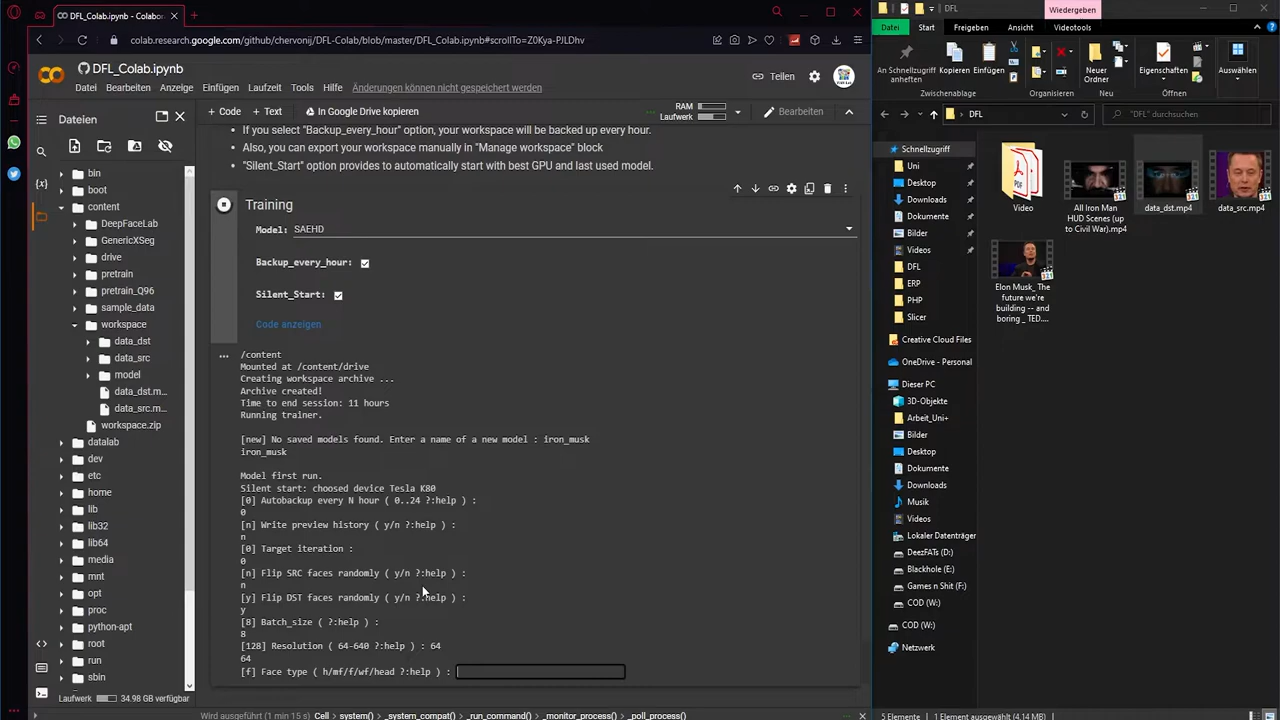 DFL_Colab.ipynb - Colabor
colab.research.google.com/github/chervonij/DFL-Colab/blob/master/DFL_Colab.ipynb#scrollTo=Z0Kya-PJLDhv
DFL_Colab.ipynb
Datei Bearbeiten Anzeige Einfügen Laufzeit Tools Hilfe Änderungen nicht gespeichert werden
Teilen
+ Code + Text In Google Drive kopieren
RAM
Laufwerk
Bearbeiten
Dateien
bin
boot
content
DeepFaceLab
GenericXSeg
drive
pretrain
pretrain_Q96
sample_data
workspace
data_dst
data_src
model
data_dst.m...
data_src.m...
workspace.zip
datalab
dev
etc
home
lib
lib32
lib64
media
mnt
opt
proc
python-apt
root
run
sbin
Laufwerk 34.98 GB verfügbar
If you select "Backup_every_hour" option, your workspace will be backed up every hour.
Also, you can export your workspace manually in "Manage workspace" block
"Silent_Start" option provides to automatically start with best GPU and last used model.
Training
Model: SAEHD
Backup_every_hour:
Silent_Start:
Code anzeigen
/content
Mounted at /content/drive
Creating workspace archive ...
Archive created!
Time to end session: 11 hours
Running trainer.
[new] No saved models found. Enter a name of a new model : iron_musk
iron_musk
Model first run.
Silent start: choosed device Tesla K80
[0] Autobackup every N hour ( 0..24 ?:help ) :
0
[n] Write preview history ( y/n ?:help ) :
n
[0] Target iteration :
0
[n] Flip SRC faces randomly ( y/n ?:help ) :
n
[y] Flip DST faces randomly ( y/n ?:help ) :
y
[8] Batch_size ( ?:help ) :
8
[128] Resolution ( 64-640 ?:help ) : 64
64
[f] Face type ( h/mf/f/wf/head ?:help ) :
Wird ausgeführt (1 min 15 s) Cell system() _system_compat() _run_command() _monitor_process() _poll_process()
Wiedergeben
DFL
Datei Start Freigeben Ansicht Videotools
An Schnellzugriff
anheften
Kopieren
Einfügen
Neuer
Ordner
Eigenschaften
Auswählen
Zwischenablage
Organisieren
Neu
Öffnen
DFL
"DFL" durchsuchen
Schnellzugriff
Uni
Desktop
Downloads
Dokumente
Bilder
Videos
DFL
ERP
PHP
Slicer
Creative Cloud Files
OneDrive - Personal
Dieser PC
3D-Objekte
Arbeit_Uni+
Bilder
Desktop
Dokumente
Downloads
Musik
Videos
Lokaler Datenträger
DeezFATs (D:)
Blackhole (E:)
Games n Shit (F:)
COD (W:)
COD (W:)
Netzwerk
Video
All Iron Man
HUD Scenes (up
to Civil War).mp4
data_dst.mp4
data_src.mp4
Elon Musk_ The
future we're
building -- and
boring _ TED....
5 Elemente 1 Element ausgewählt (4,14 MB)